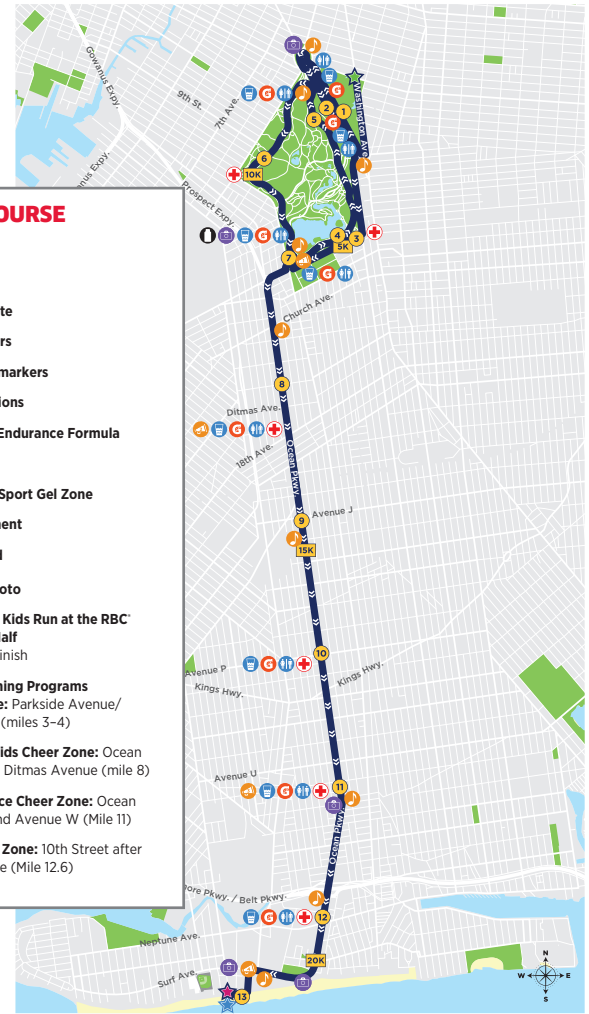 Gowanus Expy.
9th St.
7th Ave.
Washington Ave.
G
G
2
1
5
G
6
10K
Prospect Expy.
G
4
3
5K
7
G
Church Ave.
8
Ditmas Ave.
G
18th Ave.
Ocean Pkwy.
9
Avenue J
15K
10
Avenue P
G
Kings Hwy.
Kings Hwy.
Avenue U
11
G
Ocean Pkwy.
ore Pkwy. / Belt Pkwy.
G
12
Neptune Ave.
20K
Surf Ave.
13
N
W
E
S
anus Expy.
OURSE
te
rs
markers
ions
Endurance Formula
Sport Gel Zone
ment
l
oto
Kids Run at the RBC®
Half
inish
ning Programs
e: Parkside Avenue/
(miles 3–4)
ids Cheer Zone: Ocean
Ditmas Avenue (mile 8)
ce Cheer Zone: Ocean
nd Avenue W (Mile 11)
Zone: 10th Street after
e (Mile 12.6)